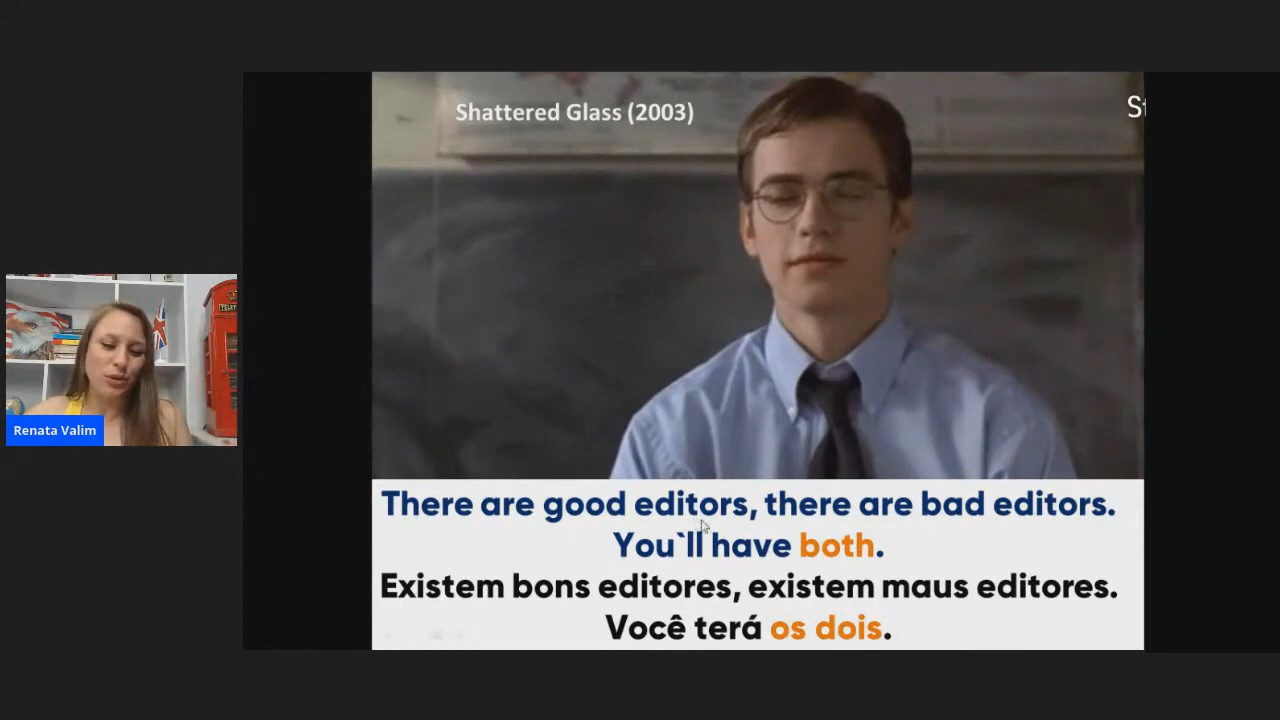 Shattered Glass (2003)
St
Renata Valim
There are good editors, there are bad editors.
You`ll have both.
Existem bons editores, existem maus editores.
Você terá os dois.